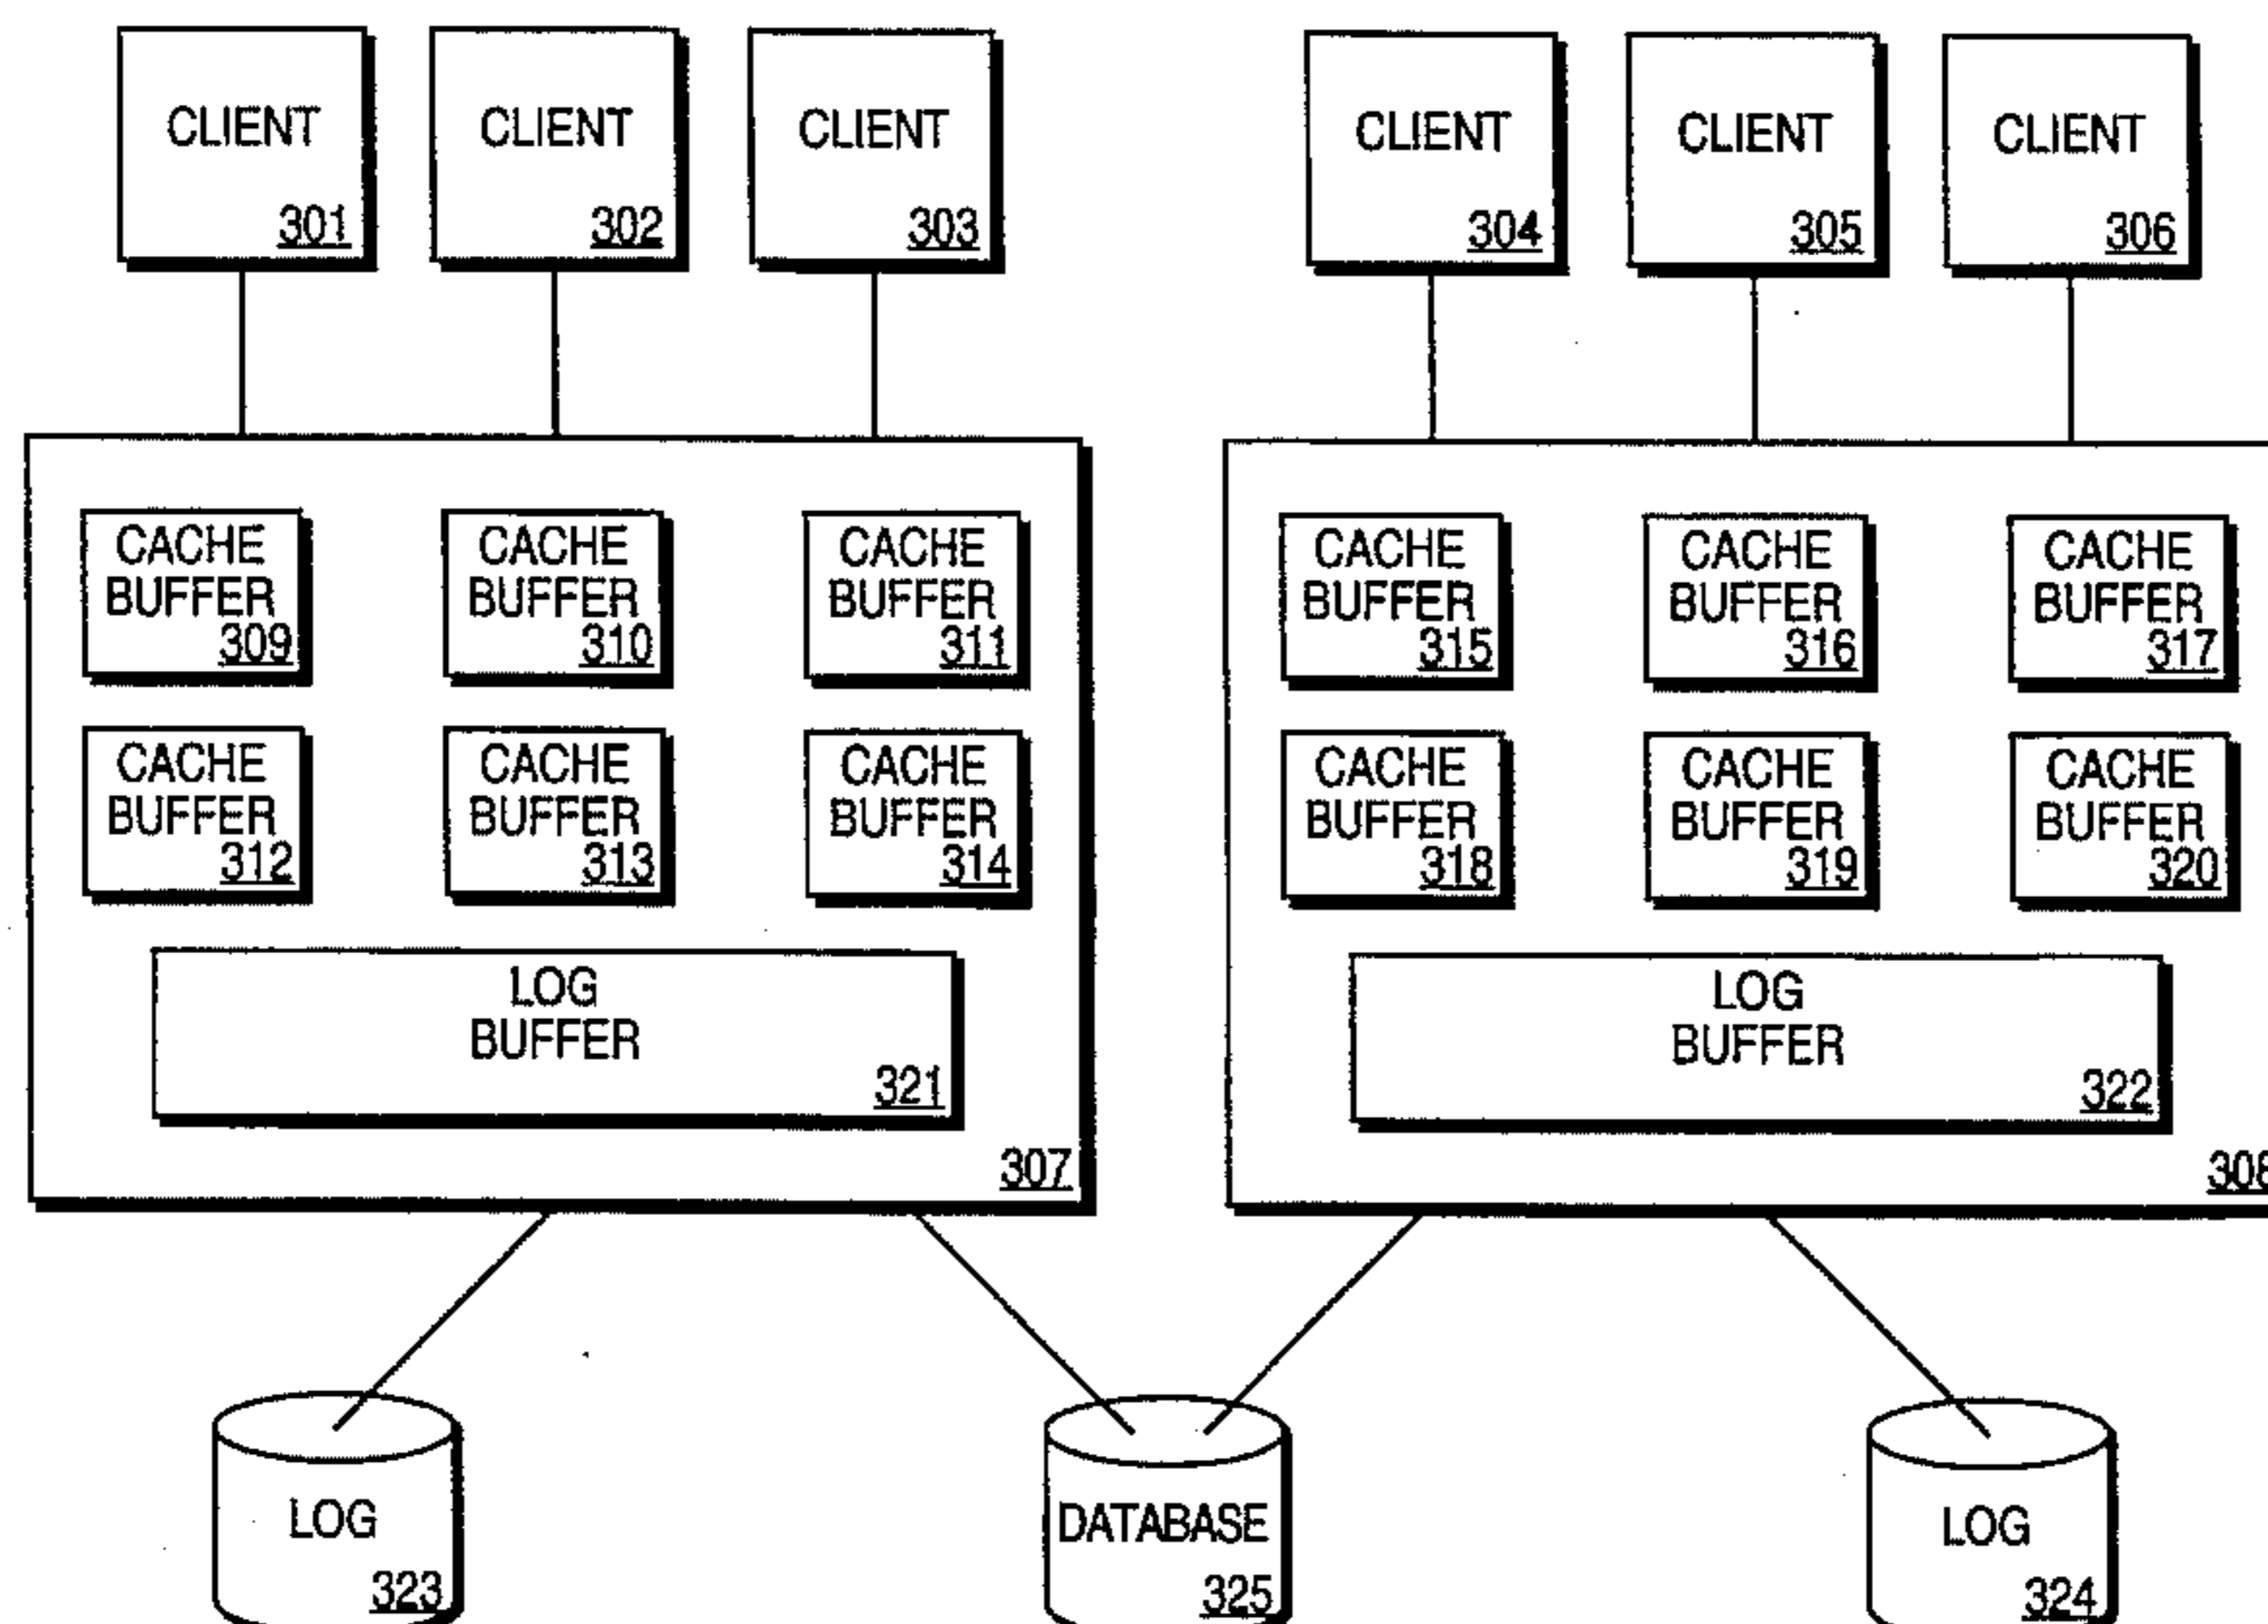 CLIENT
301
CLIENT
302
CLIENT
303
CLIENT
304
CLIENT
305
CLIENT
306
CACHE
BUFFER
309
CACHE
BUFFER
310
CACHE
BUFFER
311
CACHE
BUFFER
312
CACHE
BUFFER
313
CACHE
BUFFER
314
LOG
BUFFER
321
307
CACHE
BUFFER
315
CACHE
BUFFER
316
CACHE
BUFFER
317
CACHE
BUFFER
318
CACHE
BUFFER
319
CACHE
BUFFER
320
LOG
BUFFER
322
308
LOG
323
DATABASE
325
LOG
324